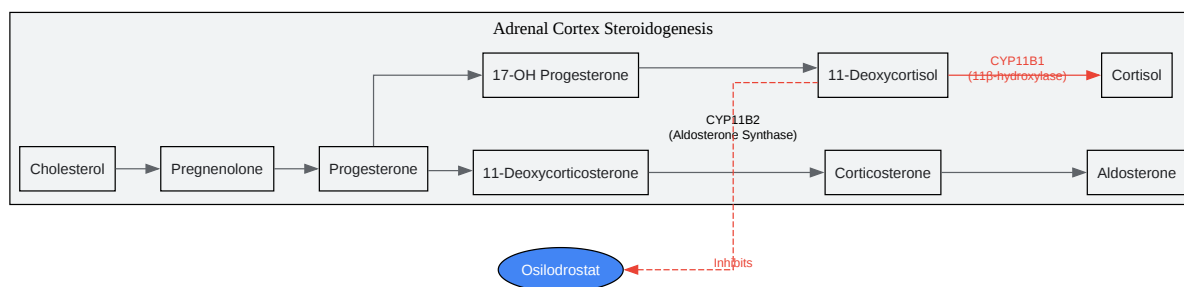 Adrenal Cortex Steroidogenesis
17-OH Progesterone
11-Deoxycortisol
CYP11B1
(11β-hydroxylase)
Cortisol
CYP11B2
(Aldosterone Synthase)
Cholesterol
Pregnenolone
Progesterone
11-Deoxycorticosterone
Corticosterone
Aldosterone
Osilodrostat
Inhibits